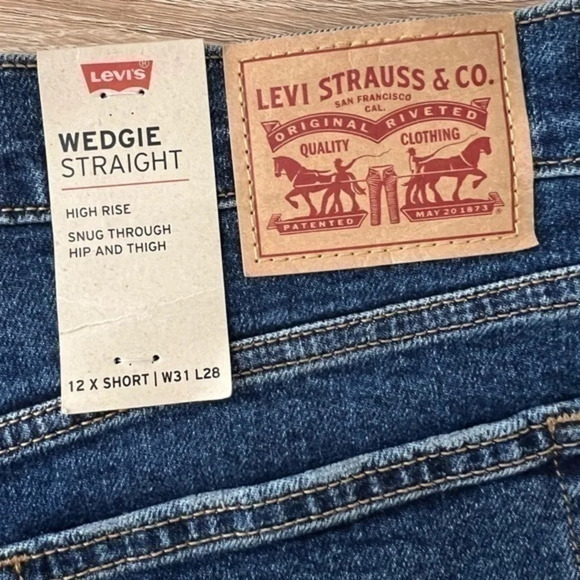 LEVI'S®
WEDGIE
STRAIGHT
HIGH RISE
SNUG THROUGH
HIP AND THIGH
12 X SHORT | W31 L28
LEVI STRAUSS & CO.
SAN FRANCISCO
CAL.
ORIGINAL RIVETED
QUALITY CLOTHING
PATENTED MAY 20 1873 ®